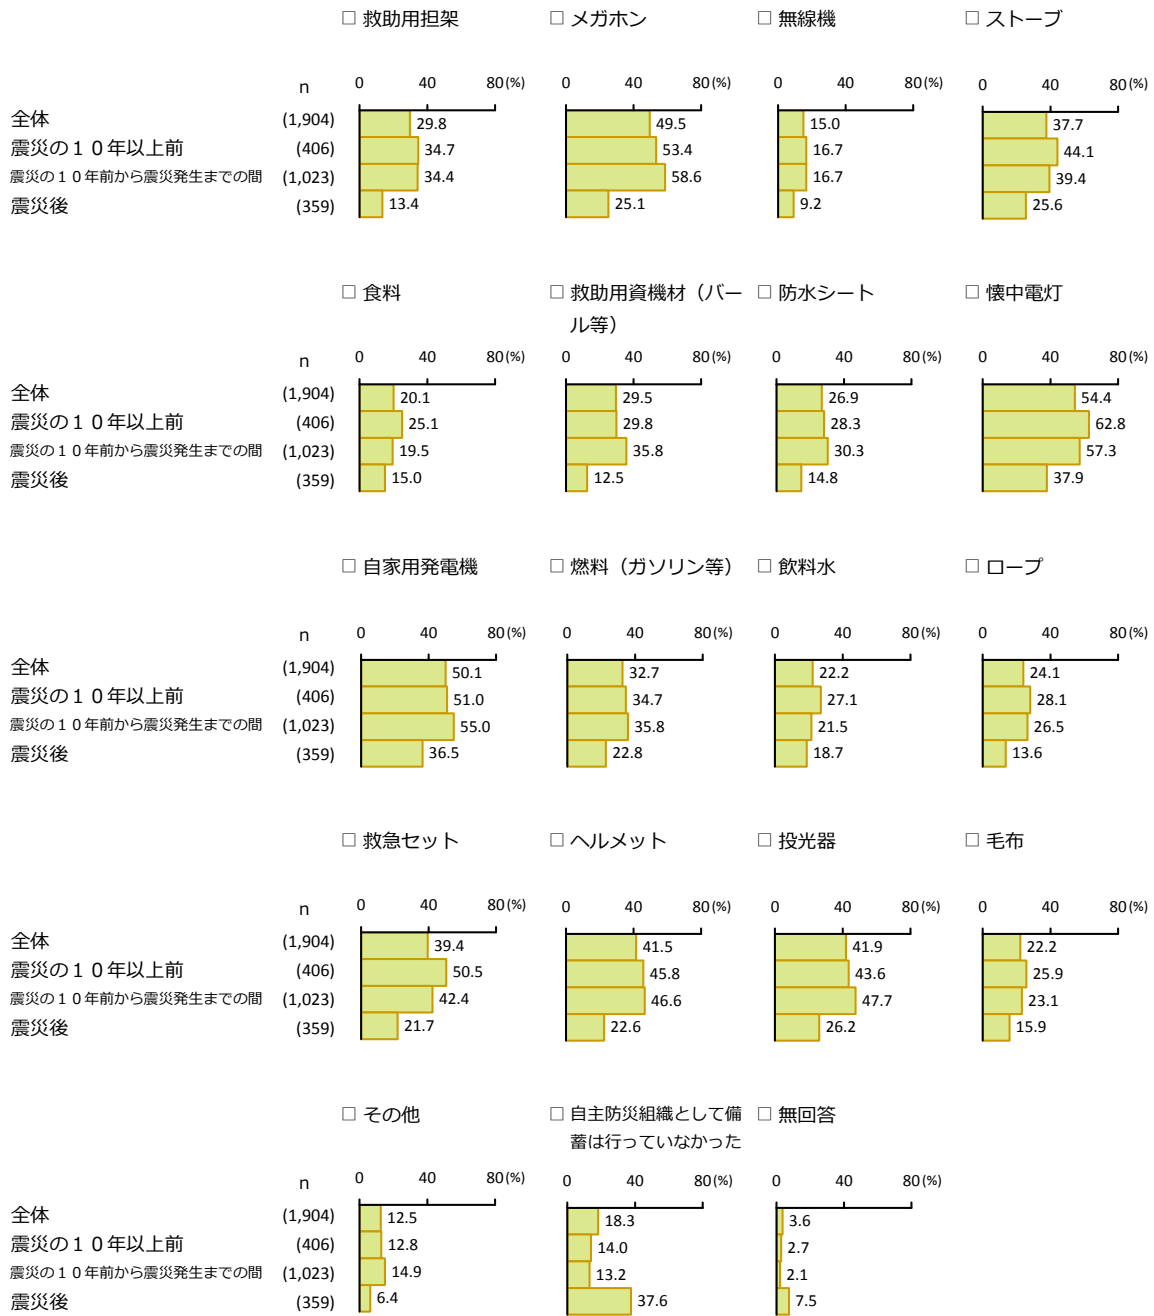 □ 救助用担架 □ メガホン □ 無線機 □ ストーブ
n 0 40 80(%) 0 40 80(%) 0 40 80(%) 0 40 80(%)
全体 (1,904) 29.8 49.5 15.0 37.7
震災の１０年以上前 (406) 34.7 53.4 16.7 44.1
震災の１０年前から震災発生までの間 (1,023) 34.4 58.6 16.7 39.4
震災後 (359) 13.4 25.1 9.2 25.6
□ 食料 □ 救助用資機材（バー □ 防水シート □ 懐中電灯
ル等）
n 0 40 80(%) 0 40 80(%) 0 40 80(%) 0 40 80(%)
全体 (1,904) 20.1 29.5 26.9 54.4
震災の１０年以上前 (406) 25.1 29.8 28.3 62.8
震災の１０年前から震災発生までの間 (1,023) 19.5 35.8 30.3 57.3
震災後 (359) 15.0 12.5 14.8 37.9
□ 自家用発電機 □ 燃料（ガソリン等） □ 飲料水 □ ロープ
n 0 40 80(%) 0 40 80(%) 0 40 80(%) 0 40 80(%)
全体 (1,904) 50.1 32.7 22.2 24.1
震災の１０年以上前 (406) 51.0 34.7 27.1 28.1
震災の１０年前から震災発生までの間 (1,023) 55.0 35.8 21.5 26.5
震災後 (359) 36.5 22.8 18.7 13.6
□ 救急セット □ ヘルメット □ 投光器 □ 毛布
n 0 40 80(%) 0 40 80(%) 0 40 80(%) 0 40 80(%)
全体 (1,904) 39.4 41.5 41.9 22.2
震災の１０年以上前 (406) 50.5 45.8 43.6 25.9
震災の１０年前から震災発生までの間 (1,023) 42.4 46.6 47.7 23.1
震災後 (359) 21.7 22.6 26.2 15.9
□ その他 □ 自主防災組織として備 □ 無回答
蓄は行っていなかった
n 0 40 80(%) 0 40 80(%) 0 40 80(%)
全体 (1,904) 12.5 18.3 3.6
震災の１０年以上前 (406) 12.8 14.0 2.7
震災の１０年前から震災発生までの間 (1,023) 14.9 13.2 2.1
震災後 (359) 6.4 37.6 7.5